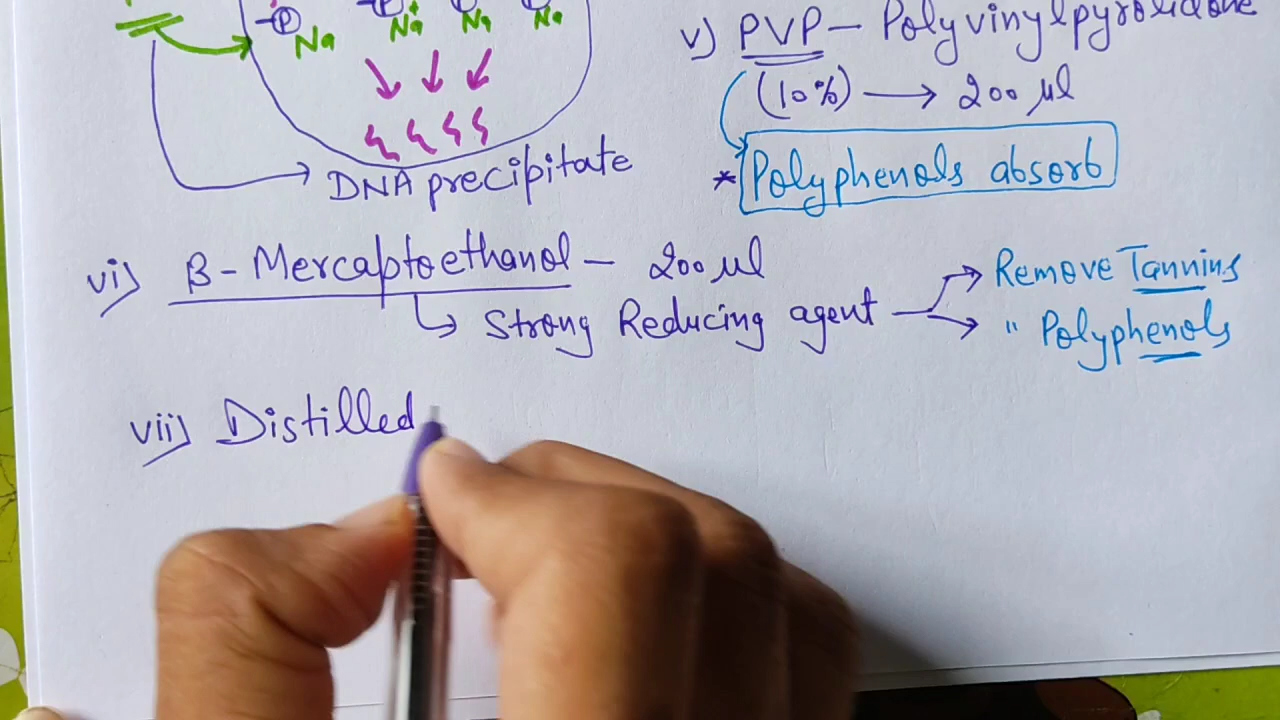 P P P P
Na Na+ Na Na
DNA precipitate
v) PVP – Polyvinylpyrolidone
(10%) → 200 µl
* Polyphenols absorb
vi) β - Mercaptoethanol – 200 µl
↳ Strong Reducing agent → Remove Tannins
→ " Polyphenols
vii) Distilled